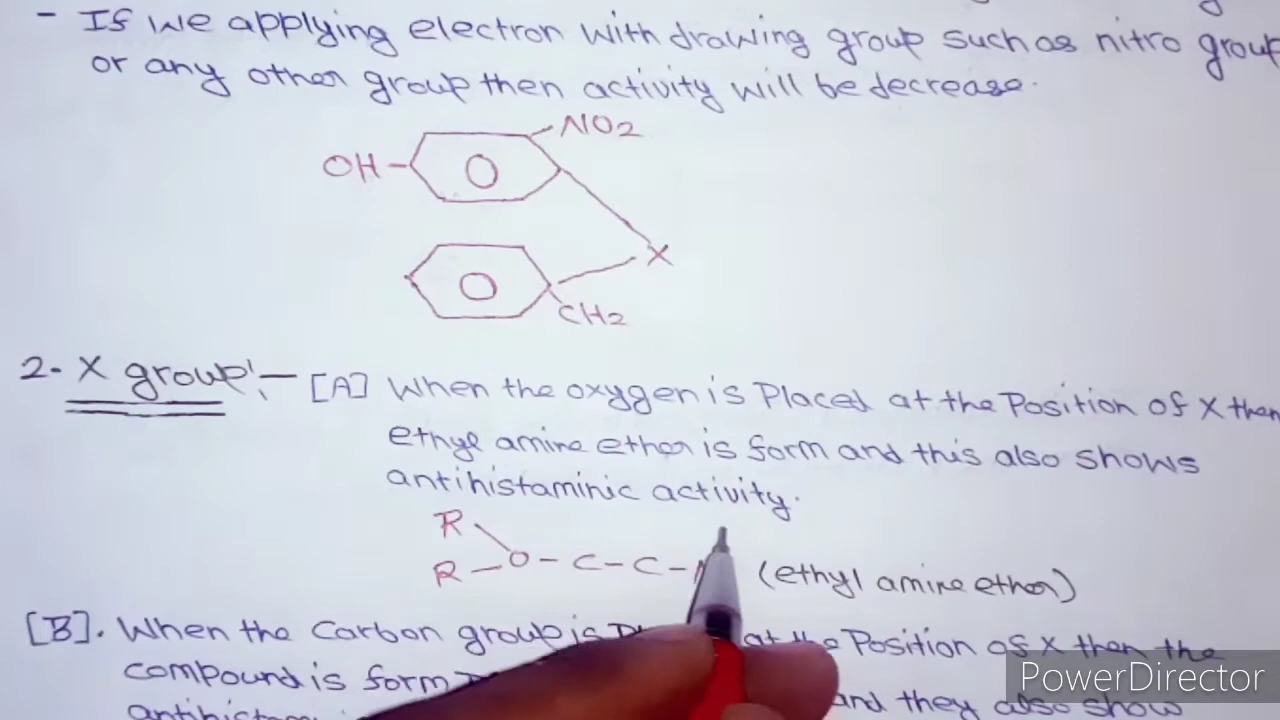 - If we applying electron with drawing group such as nitro group
or any other group then activity will be decrease.
NO2
OH
X
CH2
2- X group:- [A] When the oxygen is Placed at the Position of X then
ethyl amine ether is form and this also shows
antihistaminic activity.
R
R - O - C - C - (ethyl amine ether)
[B]. When the Carbon group is at the Position of X then the
compound is form and they also show
PowerDirector